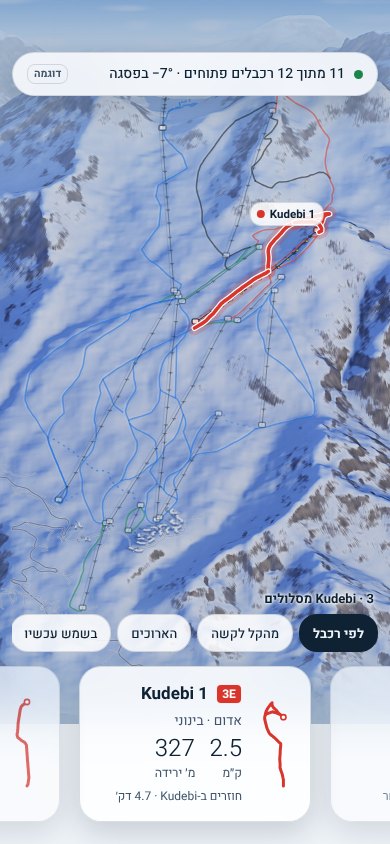 11 מתוך 12 רכבלים פתוחים · 7°− בפסגה
דוגמה
Kudebi 1
Kudebi · 3 מסלולים
לפי רכבל
מהקל לקשה
הארוכים
בשמש עכשיו
3E Kudebi 1
אדום · בינוני
2.5 327
ק״מ מ׳ ירידה
חוזרים ב-Kudebi · 4.7 דק׳